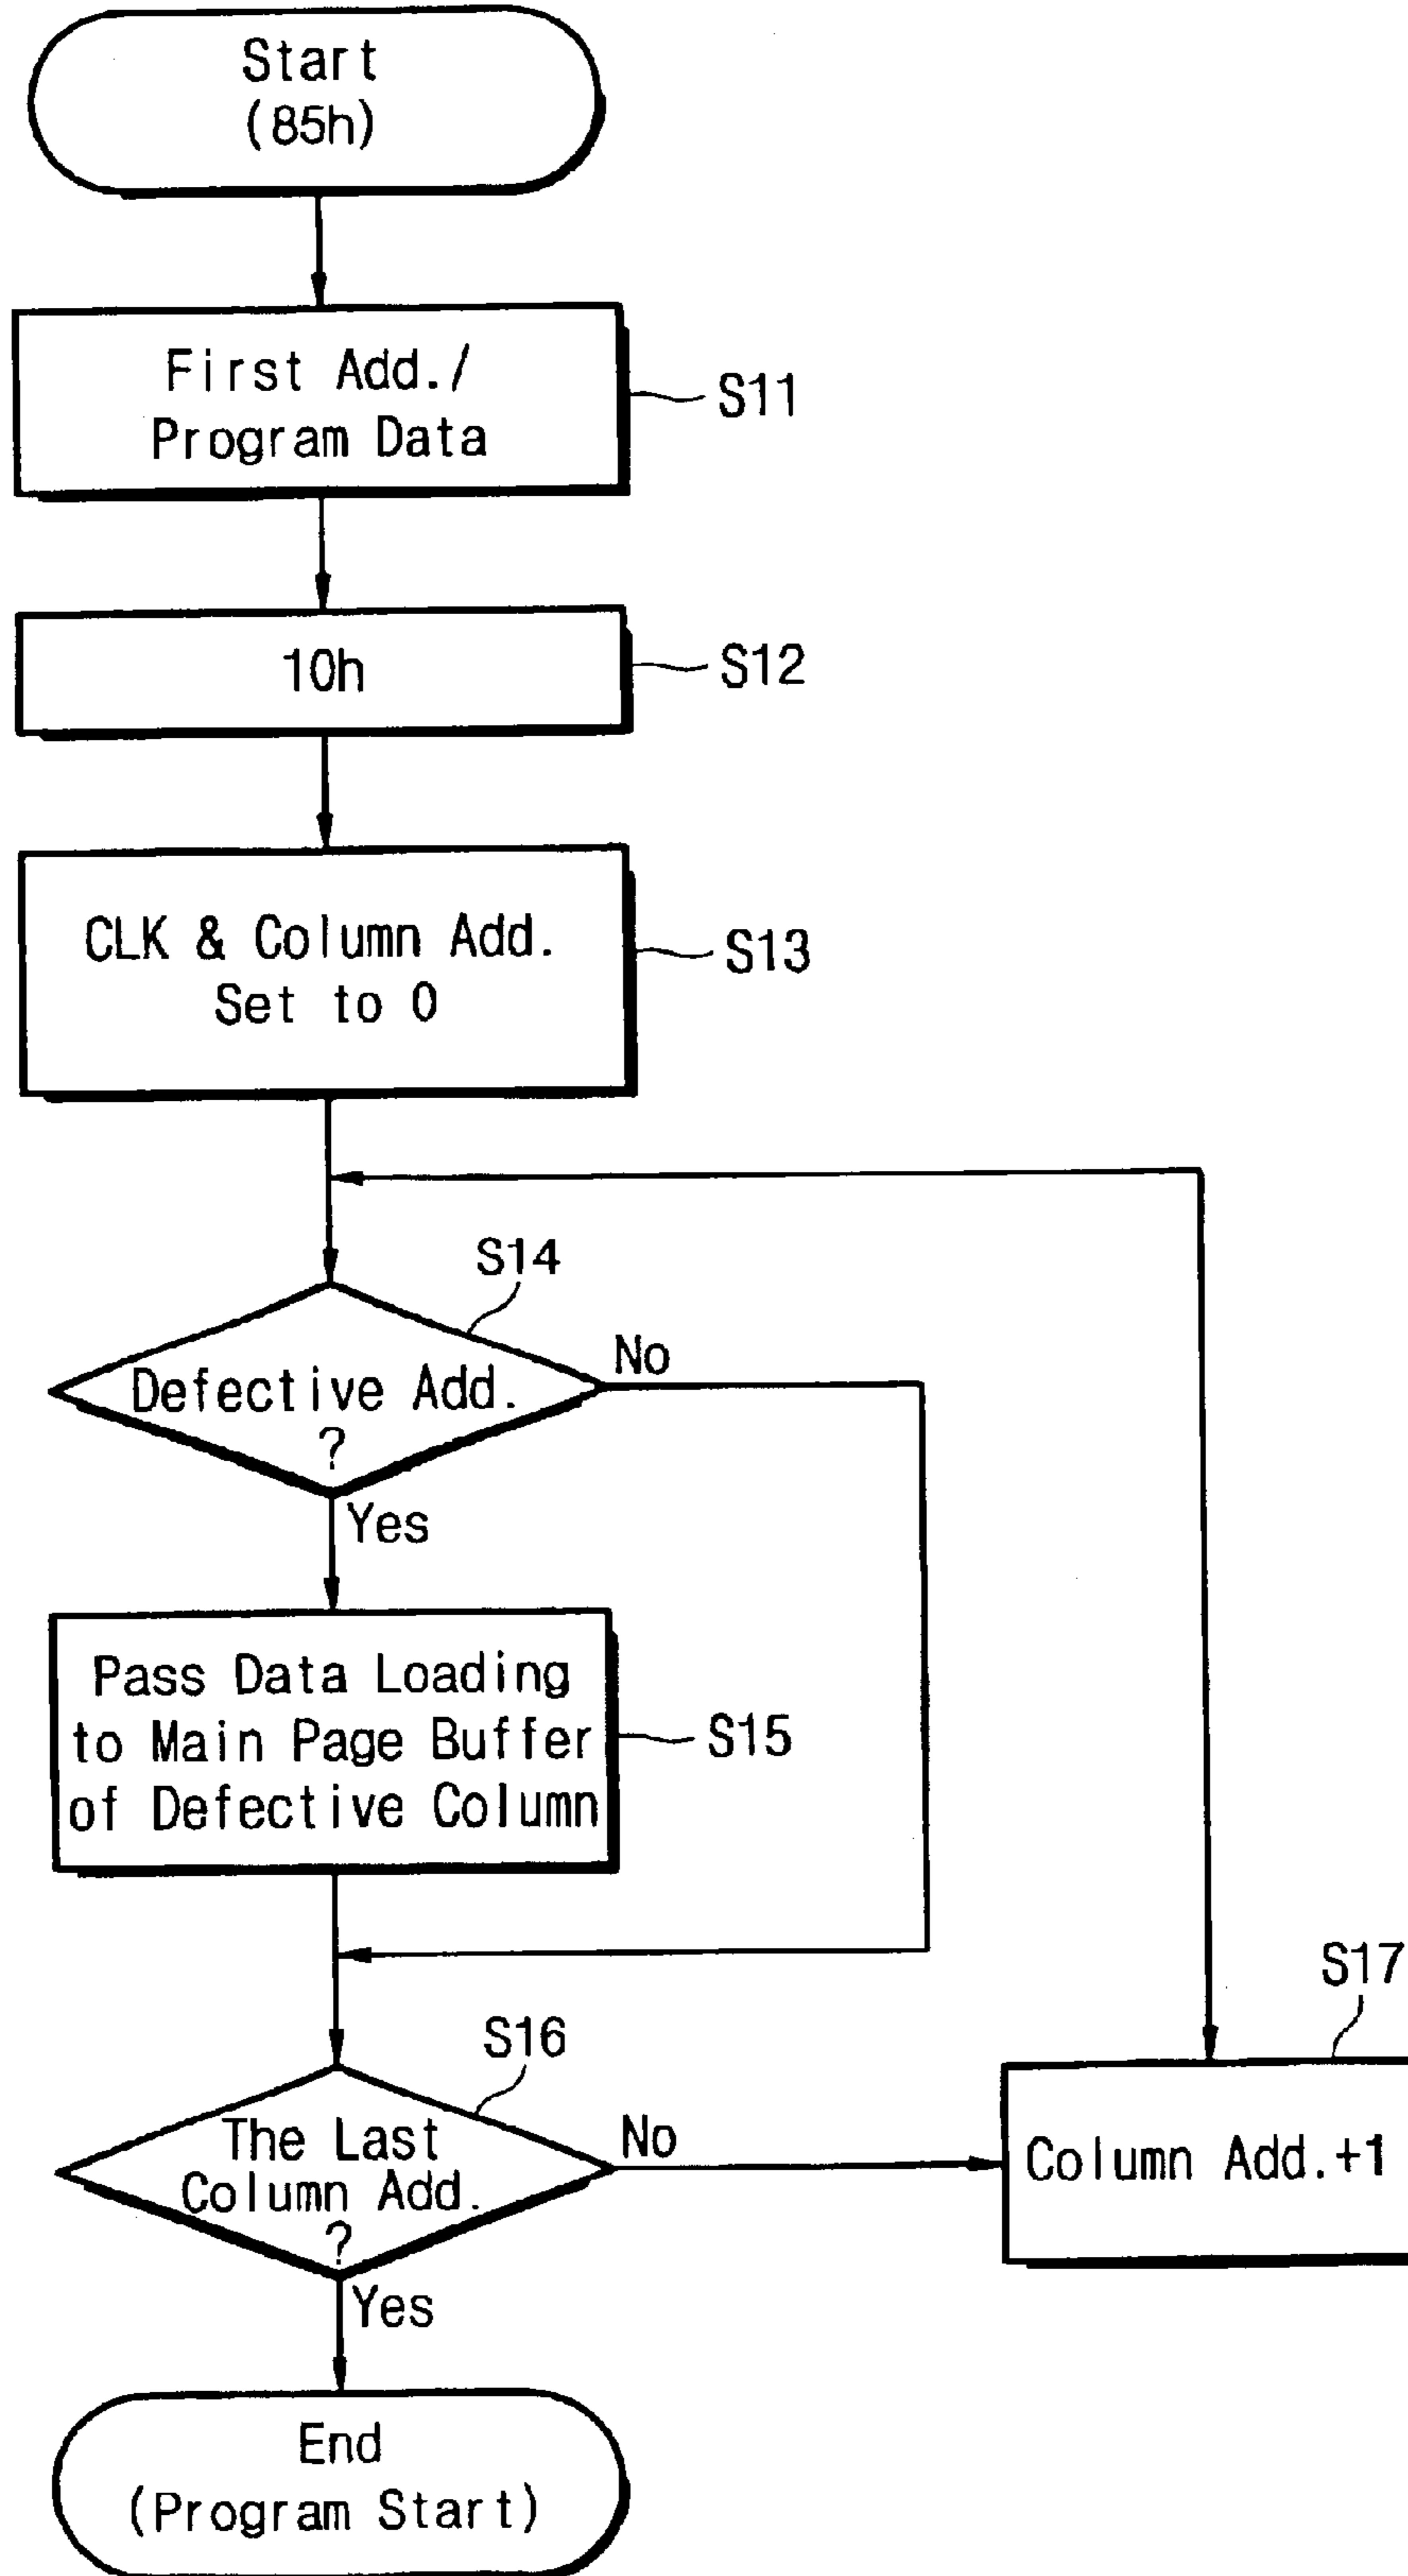 Start
(85h)
First Add./
Program Data
S11
10h
S12
CLK & Column Add.
Set to 0
S13
S14
Defective Add.
?
No
Yes
Pass Data Loading
to Main Page Buffer
of Defective Column
S15
S16
The Last
Column Add.
?
No
S17
Column Add.+1
Yes
End
(Program Start)